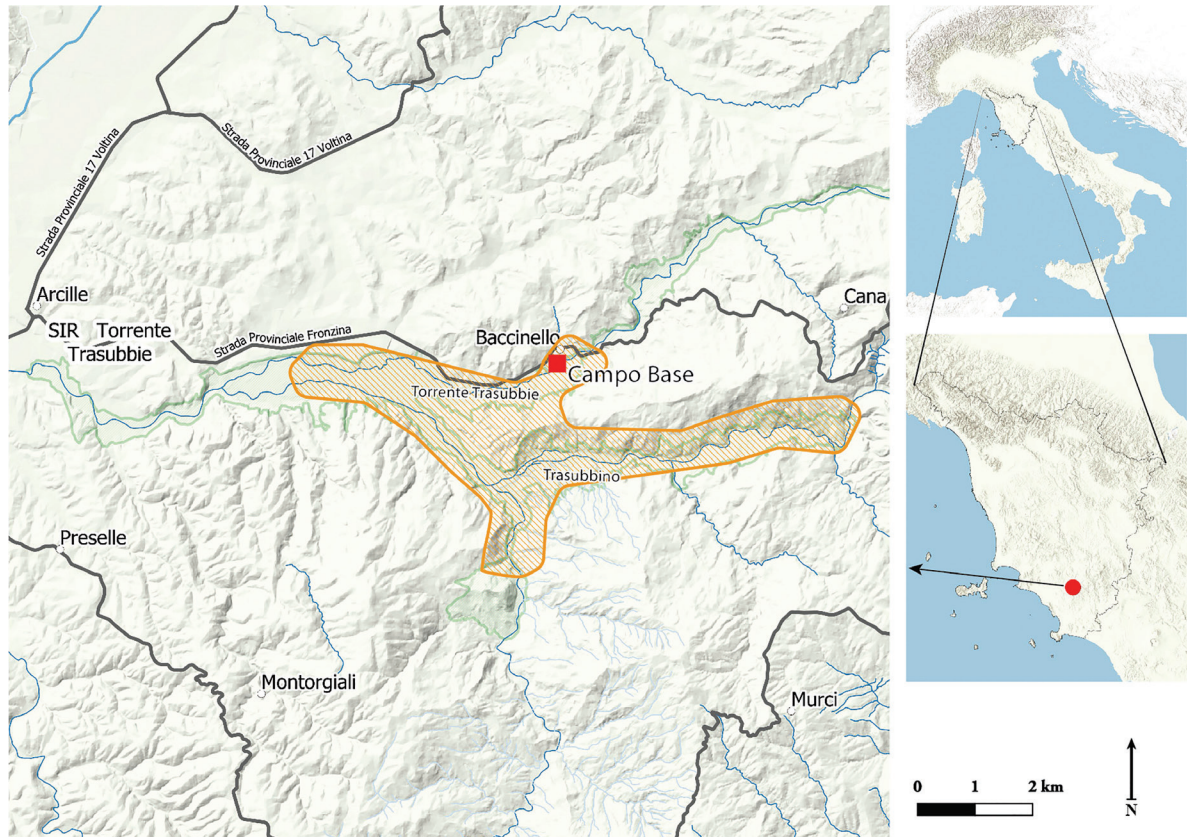 Strada Provinciale 17 Voltina
Strada Provinciale 17 Voltina
Arcille
SIR Torrente
Trasubbie
Strada Provinciale Fronzina
Baccinello
Cana
Campo Base
Torrente Trasubbie
Trasubbino
Preselle
Montorgiali
Murci
0 1 2 km
N